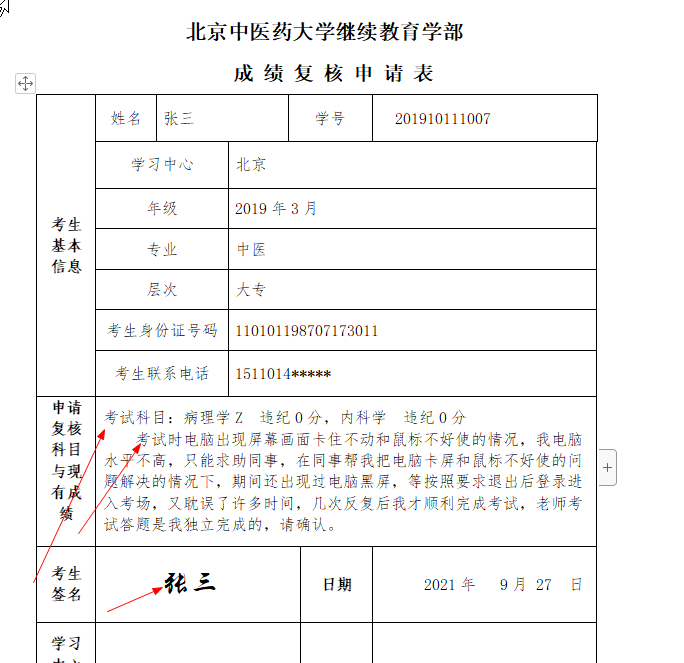 北京中医药大学继续教育学部
成 绩 复 核 申 请 表
考生
基本
信息
姓名 张三 学号 201910111007
学习中心 北京
年级 2019 年 3 月
专业 中医
层次 大专
考生身份证号码 110101198707173011
考生联系电话 1511014*****
申请
复核
科目
与现
有成
绩
考试科目：病理学Z 违纪0分，内科学 违纪0分
考试时电脑出现屏幕画面卡住不动和鼠标不好使的情况，我电脑
水平不高，只能求助同事，在同事帮我把电脑卡屏和鼠标不好使的问
题解决的情况下，期间还出现过电脑黑屏，等按照要求退出后登录进
入考场，又耽误了许多时间，几次反复后我才顺利完成考试，老师考
试答题是我独立完成的，请确认。
考生
签名
张三 日期 2021 年 9 月 27 日
学习